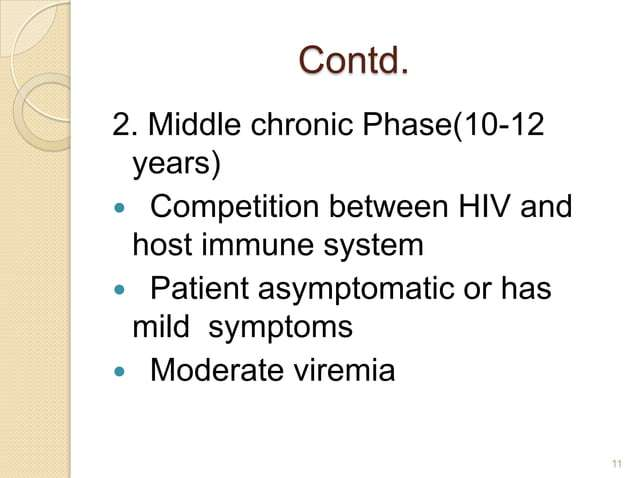 Contd.
2. Middle chronic Phase(10-12
years)
• Competition between HIV and
host immune system
• Patient asymptomatic or has
mild symptoms
• Moderate viremia
11